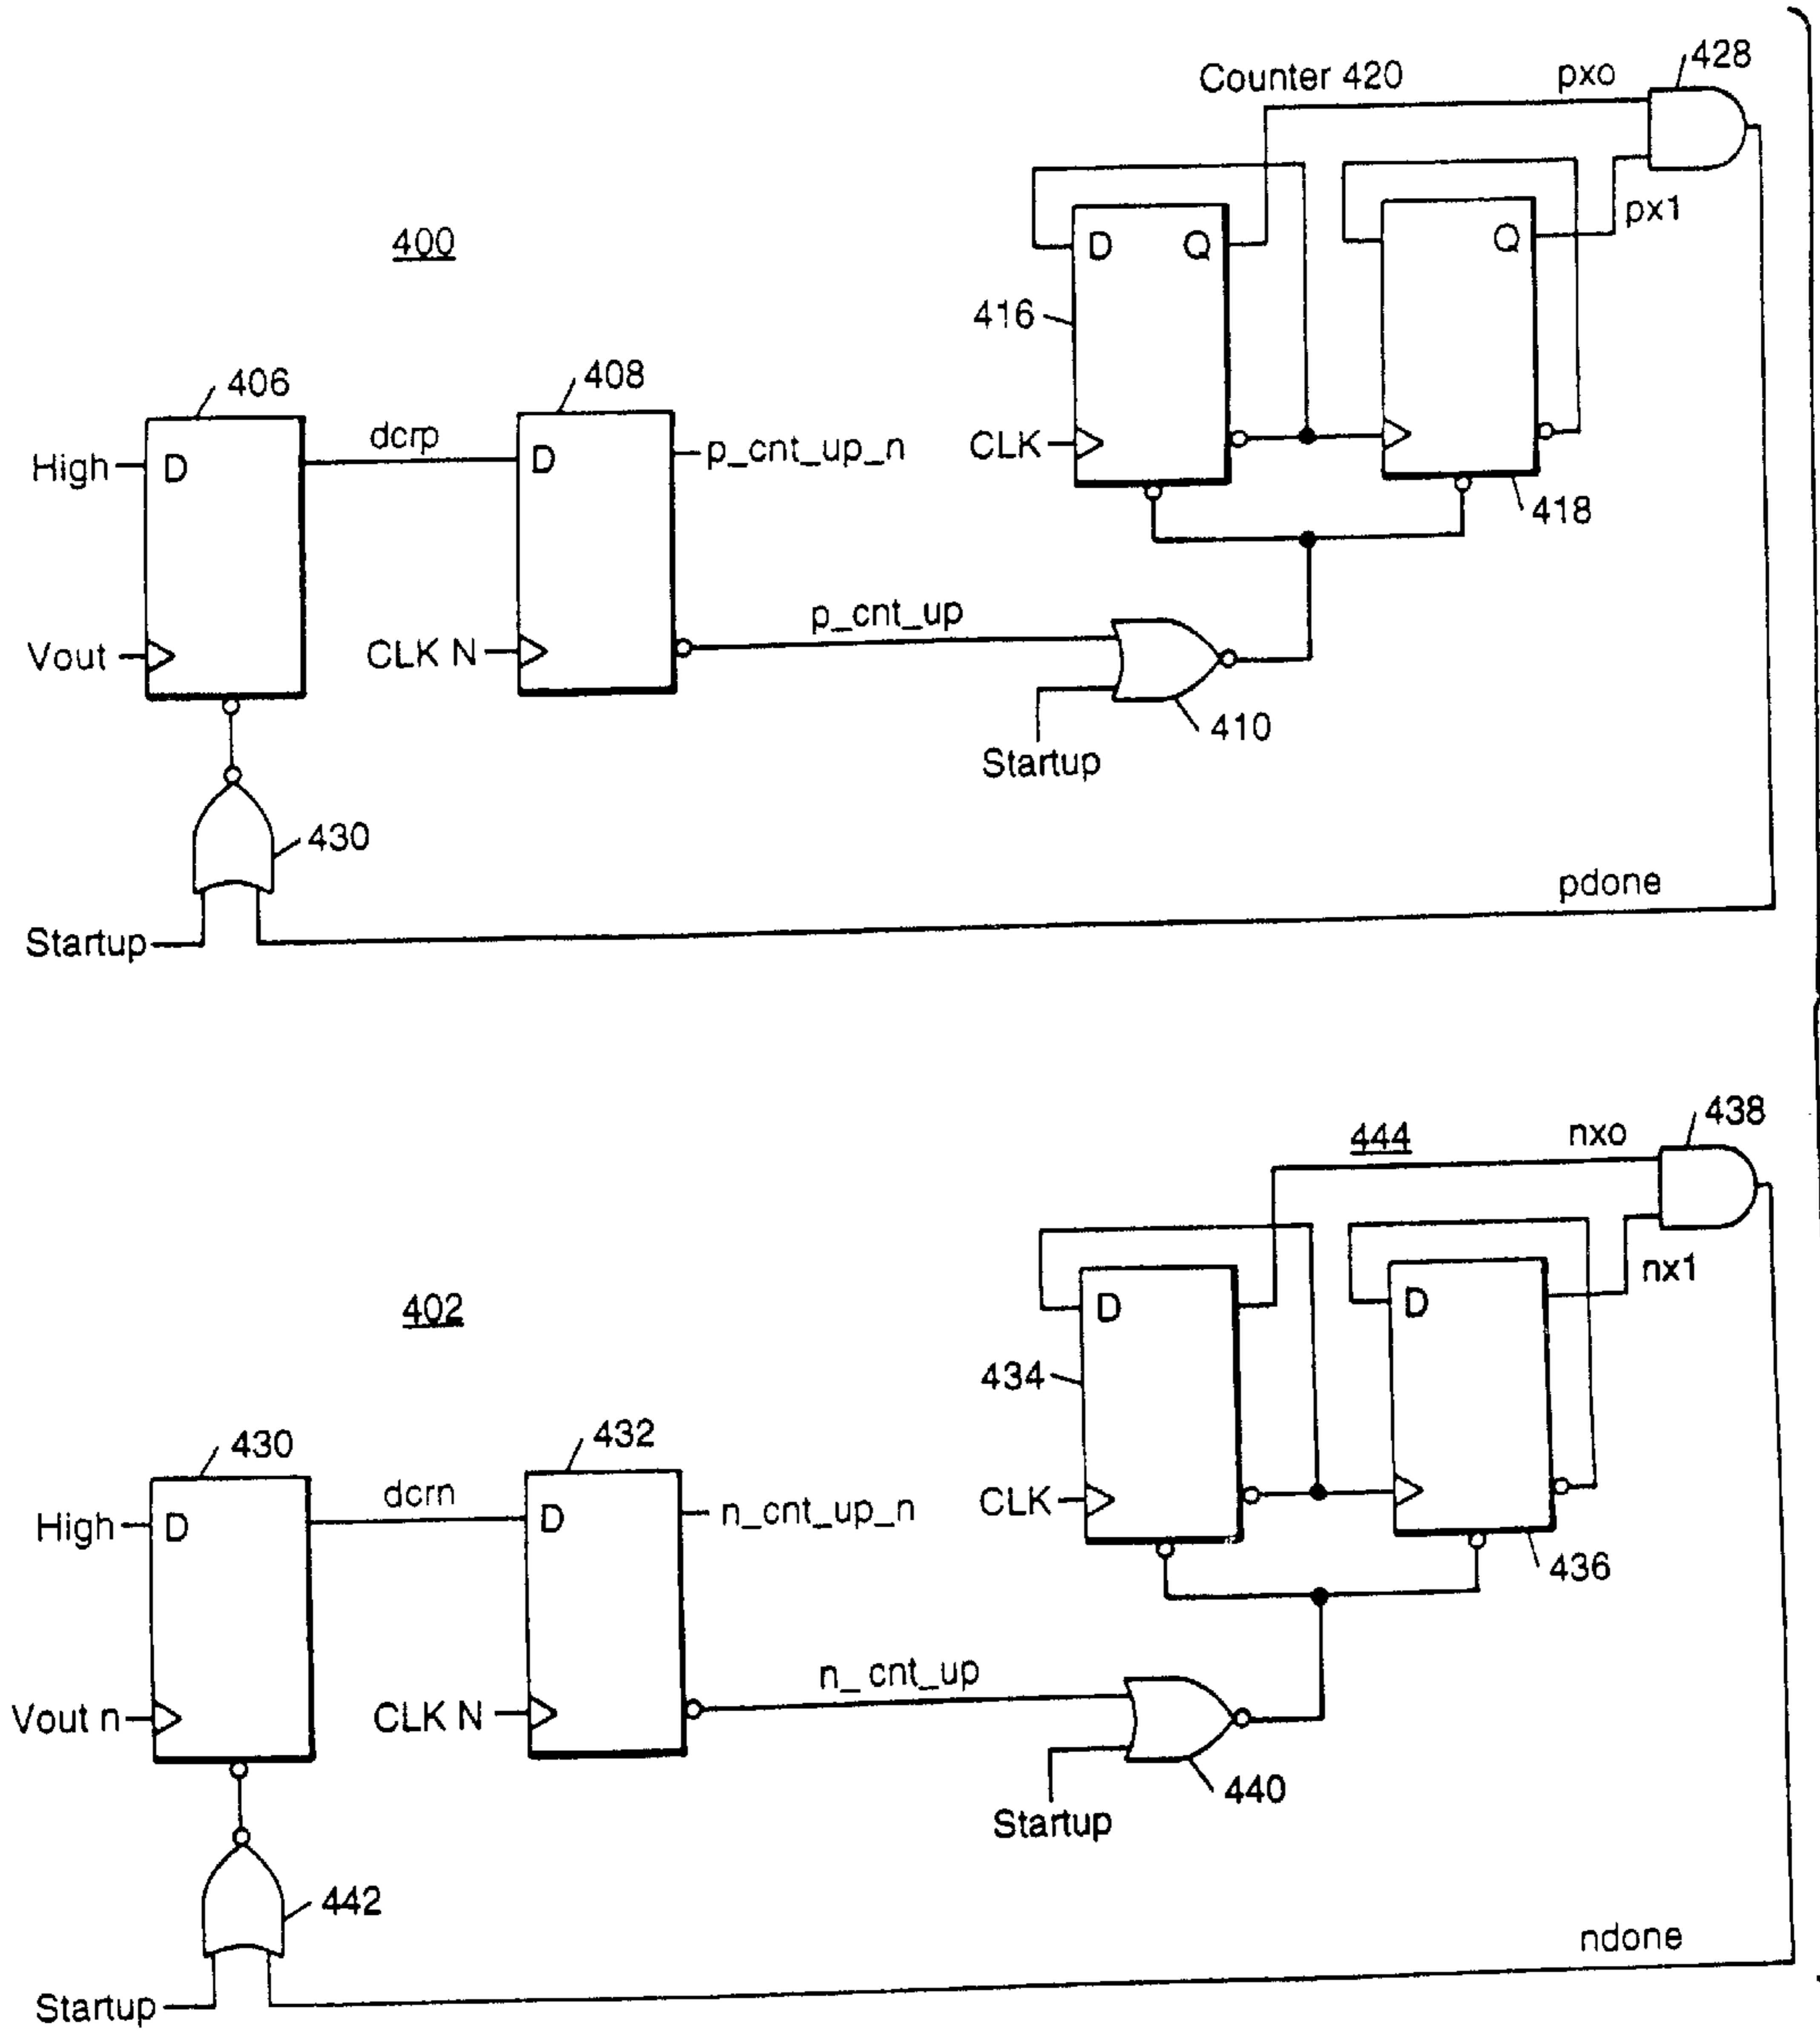 428
Counter 420
pxo
px1
400
D
Q
Q
416
CLK
418
406
dcrp
408
High
D
D
p_cnt_up_n
Vout
CLK N
p_cnt_up
410
Startup
430
pdone
Startup
438
444
nxo
nx1
402
D
D
434
CLK
436
430
dcrn
432
High
D
D
n_cnt_up_n
Vout n
CLK N
n_ cnt_up
440
Startup
442
ndone
Startup